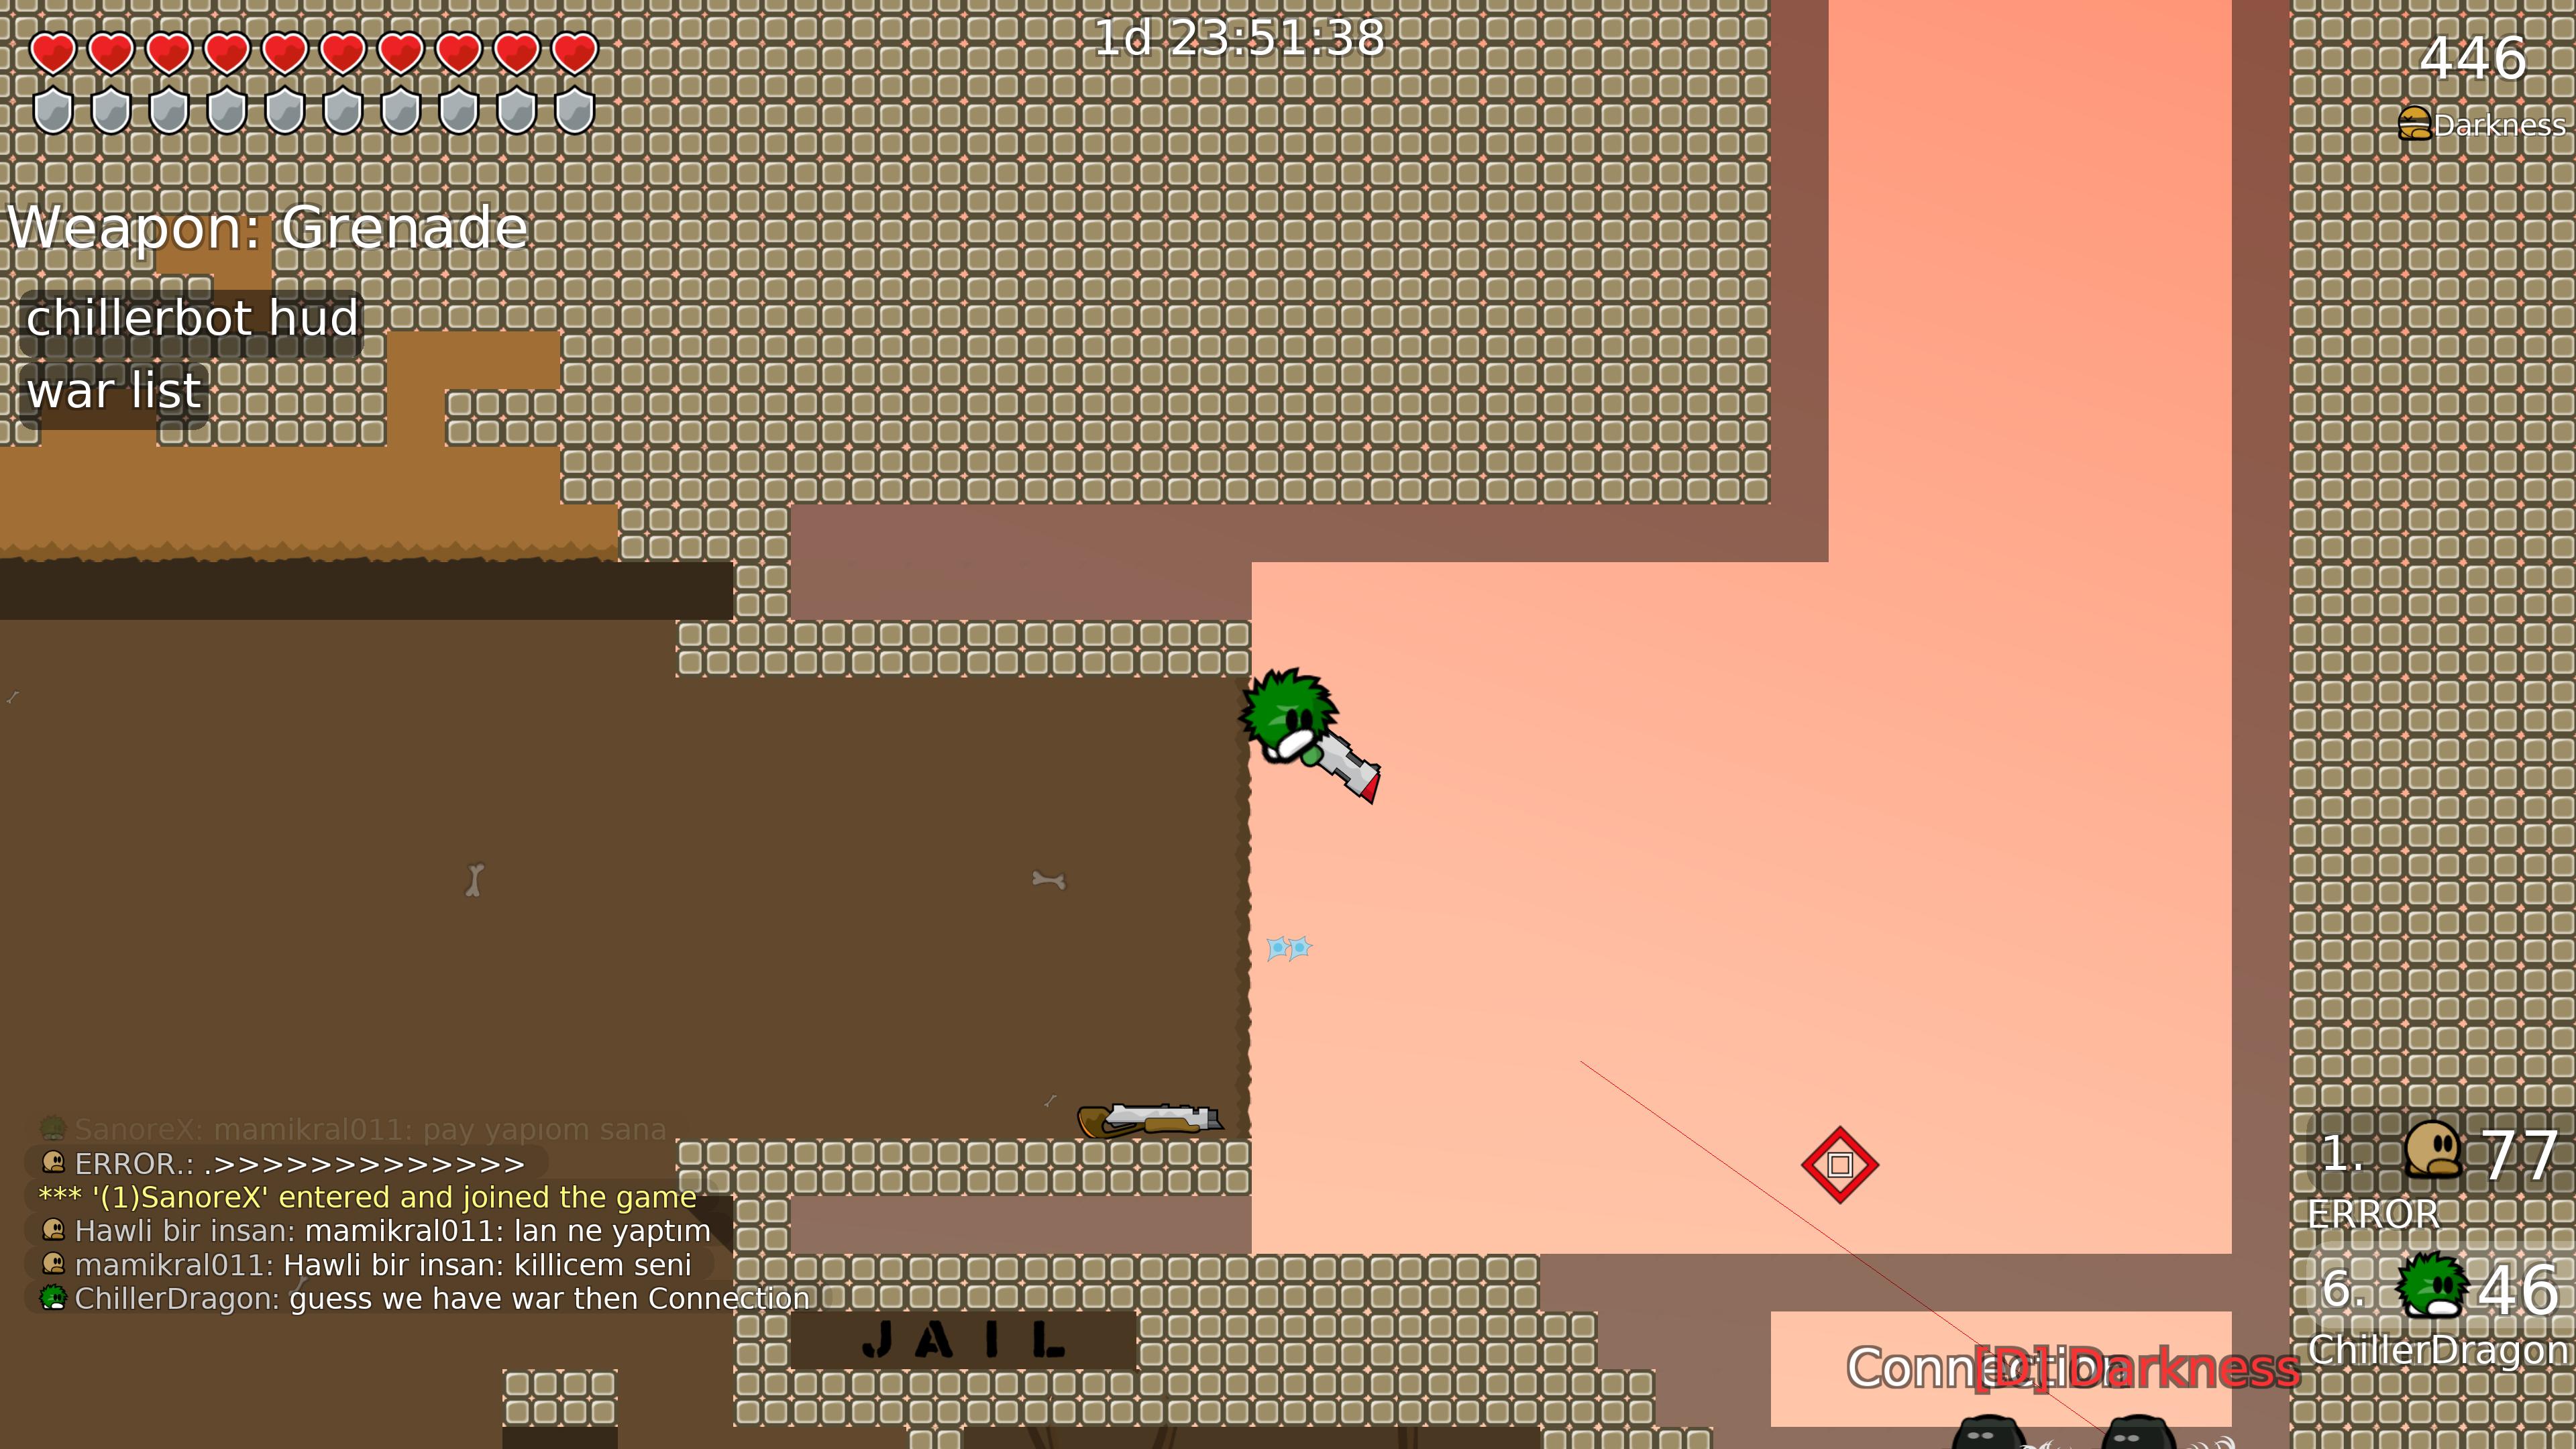 1d 23:51:38
446
Darkness
Weapon: Grenade
chillerbot hud
war list
SanoreX: mamikral011: pay yapıom sana
ERROR.: .>>>>>>>>>>>>>
*** '(1)SanoreX' entered and joined the game
Hawli bir insan: mamikral011: lan ne yaptım
mamikral011: Hawli bir insan: killicem seni
ChillerDragon: guess we have war then Connection
JAIL
1. 77
ERROR
6. 46
ChillerDragon
Connection
[D] Darkness